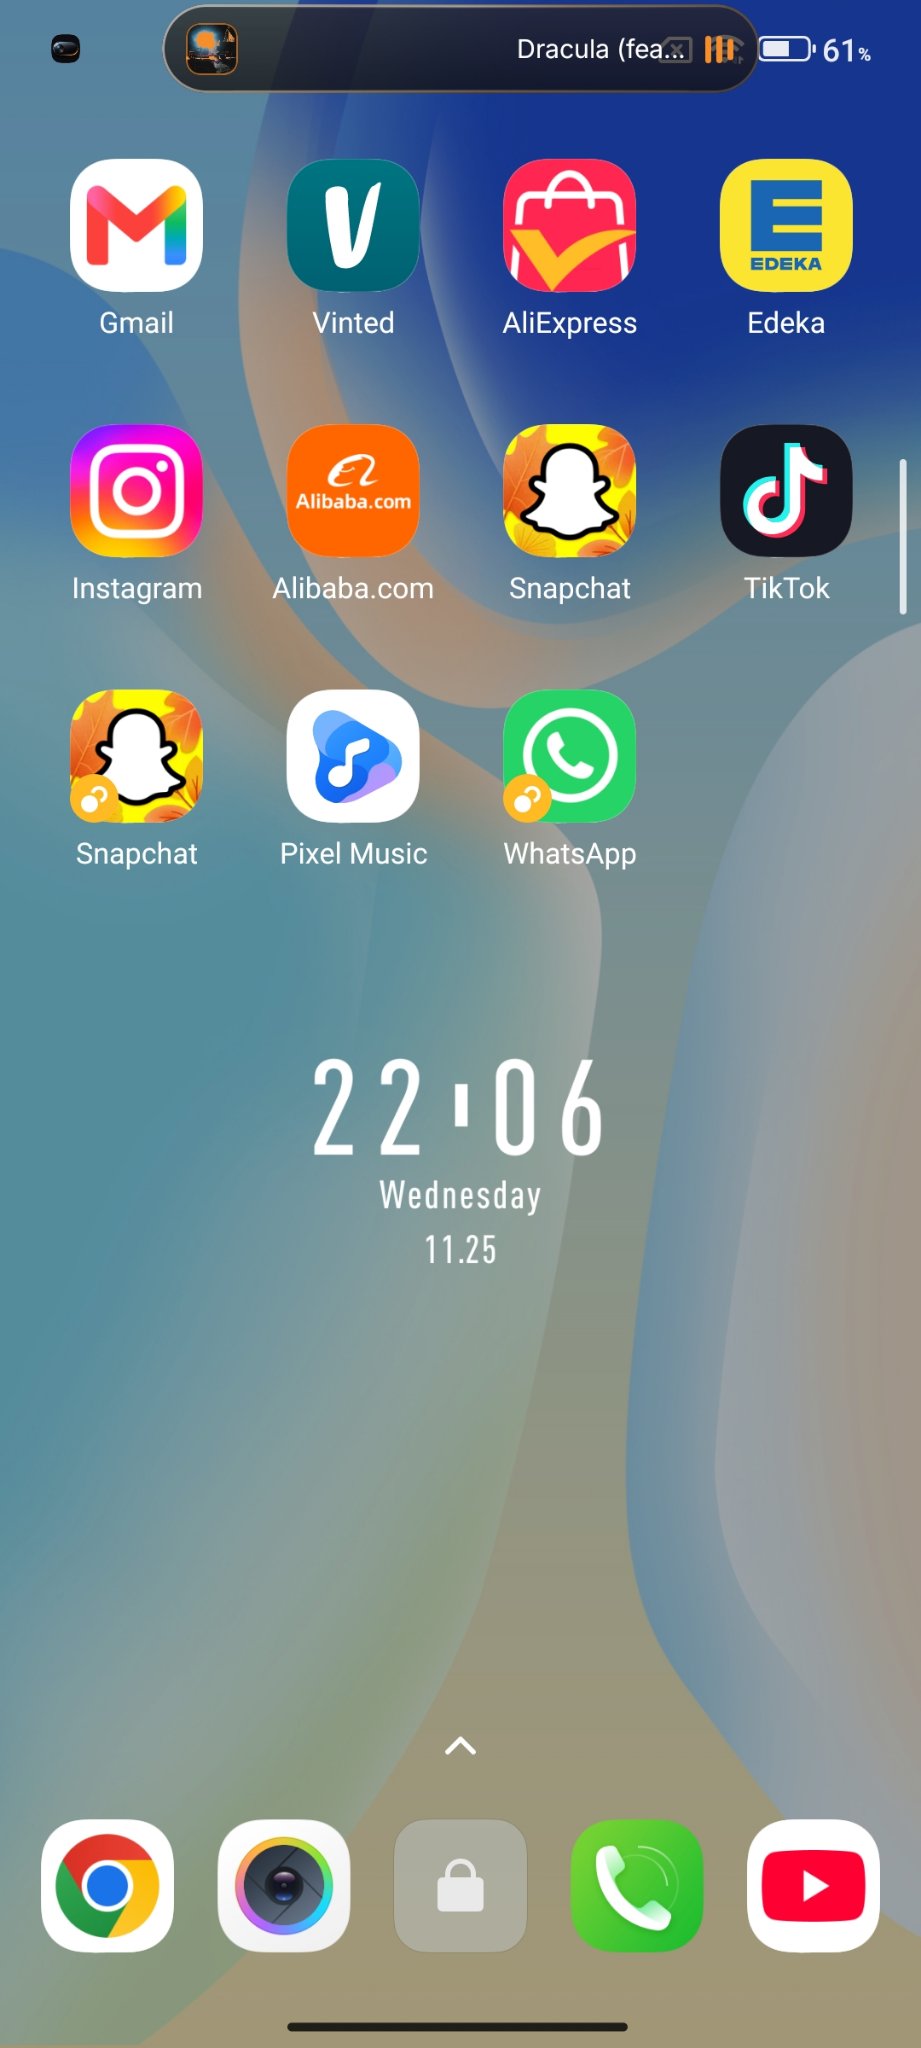 Dracula (fea...
61%
EDEKA
Gmail
Vinted
AliExpress
Edeka
Alibaba.com
Instagram
Alibaba.com
Snapchat
TikTok
Snapchat
Pixel Music
WhatsApp
22:06
Wednesday
11.25